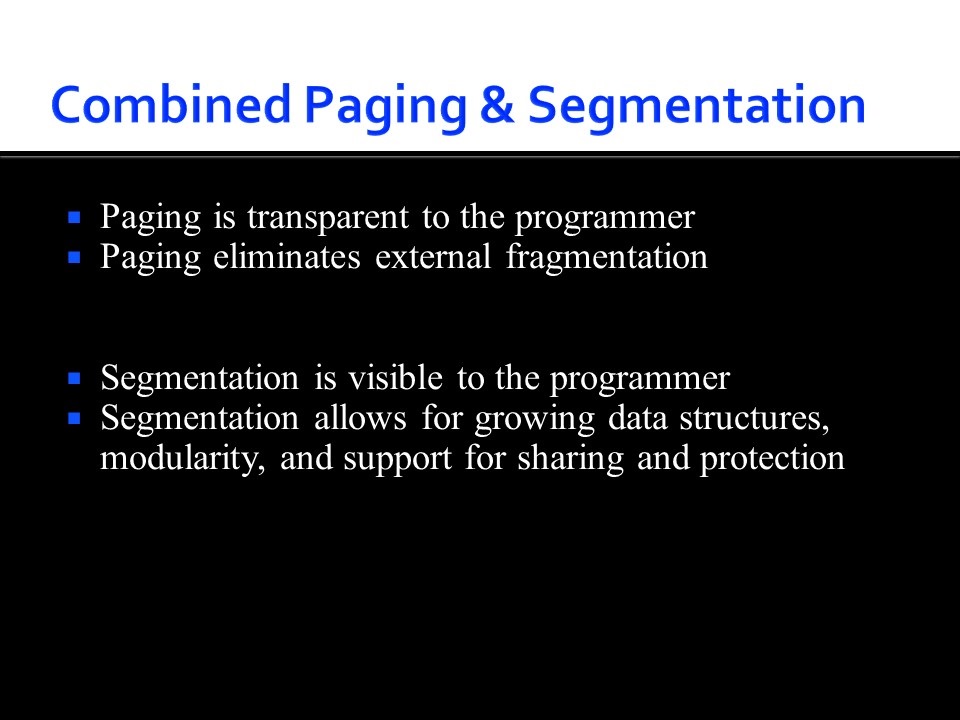 Combined Paging & Segmentation
Paging is transparent to the programmer
Paging eliminates external fragmentation
Segmentation is visible to the programmer
Segmentation allows for growing data structures,
modularity, and support for sharing and protection